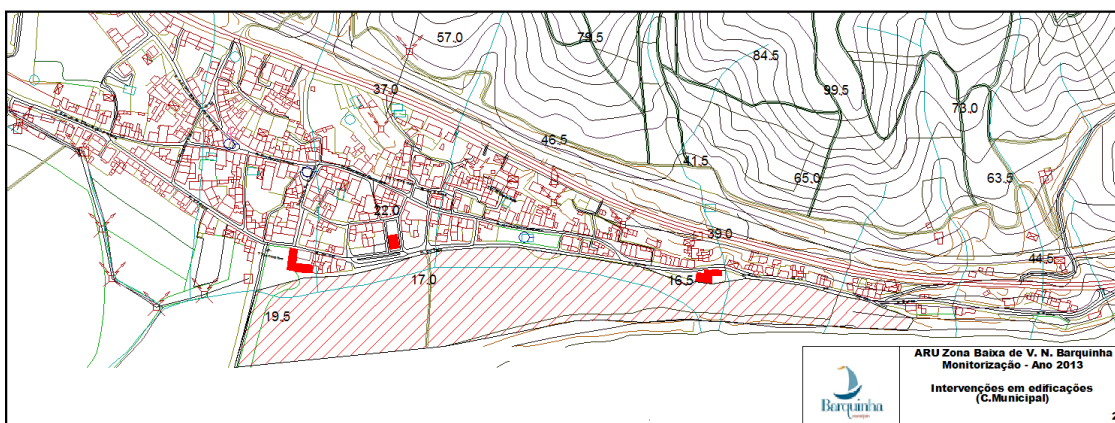 57.0
79.5
84.5
37.0
99.5
73.0
46.5
41.5
65.0
63.5
22.0
39.0
44.5
17.0
16.5
19.5
ARU Zona Baixa de V. N. Barquinha
Monitorização - Ano 2013
Intervenções em edificações
(C.Municipal)
Barquinha
município
2